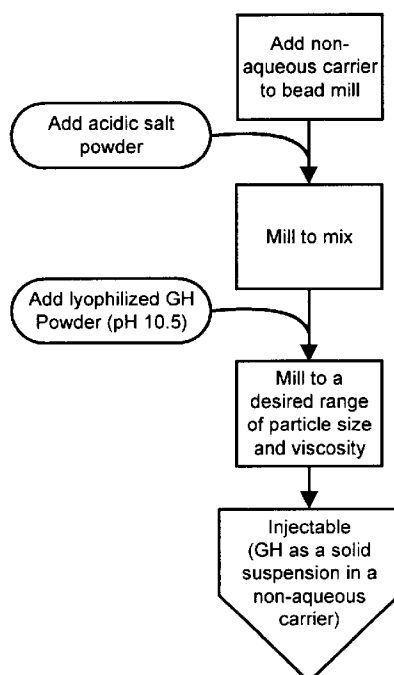 Add non-
aqueous carrier
to bead mill
Add acidic salt
powder
Mill to mix
Add lyophilized GH
Powder (pH 10.5)
Mill to a
desired range
of particle size
and viscosity
Injectable
(GH as a solid
suspension in a
non-aqueous
carrier)